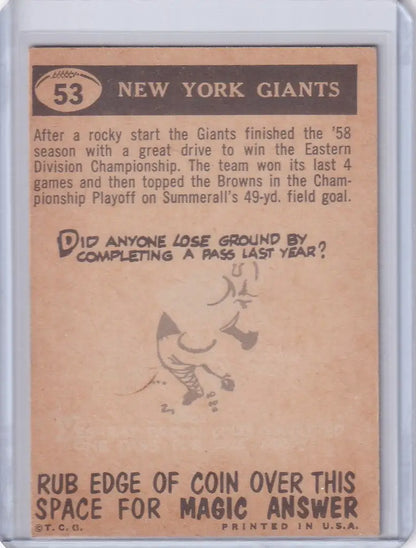 53 NEW YORK GIANTS
After a rocky start the Giants finished the '58
season with a great drive to win the Eastern
Division Championship. The team won its last 4
games and then topped the Browns in the Cham-
pionship Playoff on Summerall's 49-yd. field goal.
DID ANYONE LOSE GROUND BY
COMPLETING A PASS LAST YEAR?
RUB EDGE OF COIN OVER THIS
SPACE FOR MAGIC ANSWER
©T.C.G. PRINTED IN U.S.A.